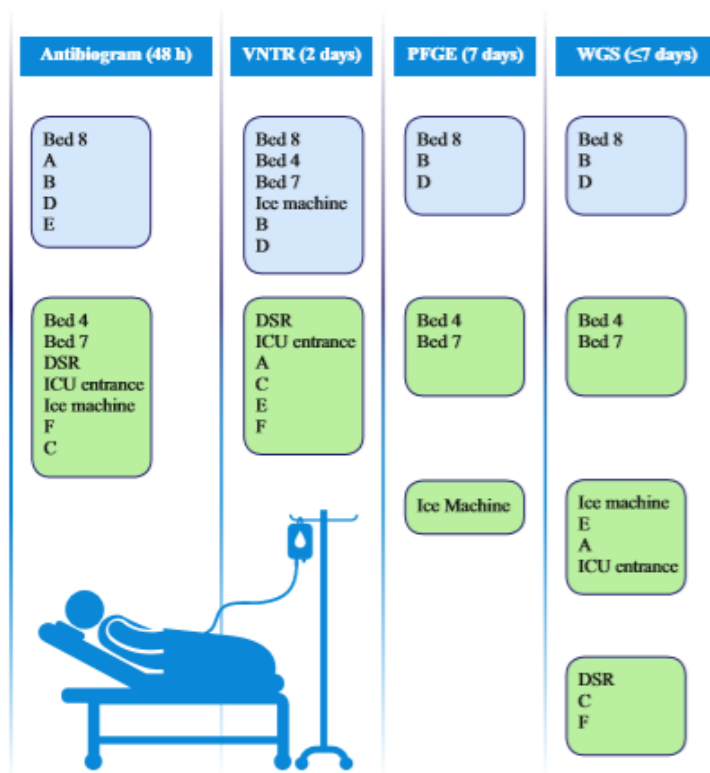 Antibiogram (48 h)
VNTR (2 days)
PFGE (7 days)
WGS (≤7 days)
Bed 8
A
B
D
E
Bed 4
Bed 7
DSR
ICU entrance
Ice machine
F
C
Bed 8
Bed 4
Bed 7
Ice machine
B
D
DSR
ICU entrance
A
C
E
F
Bed 8
B
D
Bed 4
Bed 7
Ice Machine
Bed 8
B
D
Bed 4
Bed 7
Ice machine
E
A
ICU entrance
DSR
C
F